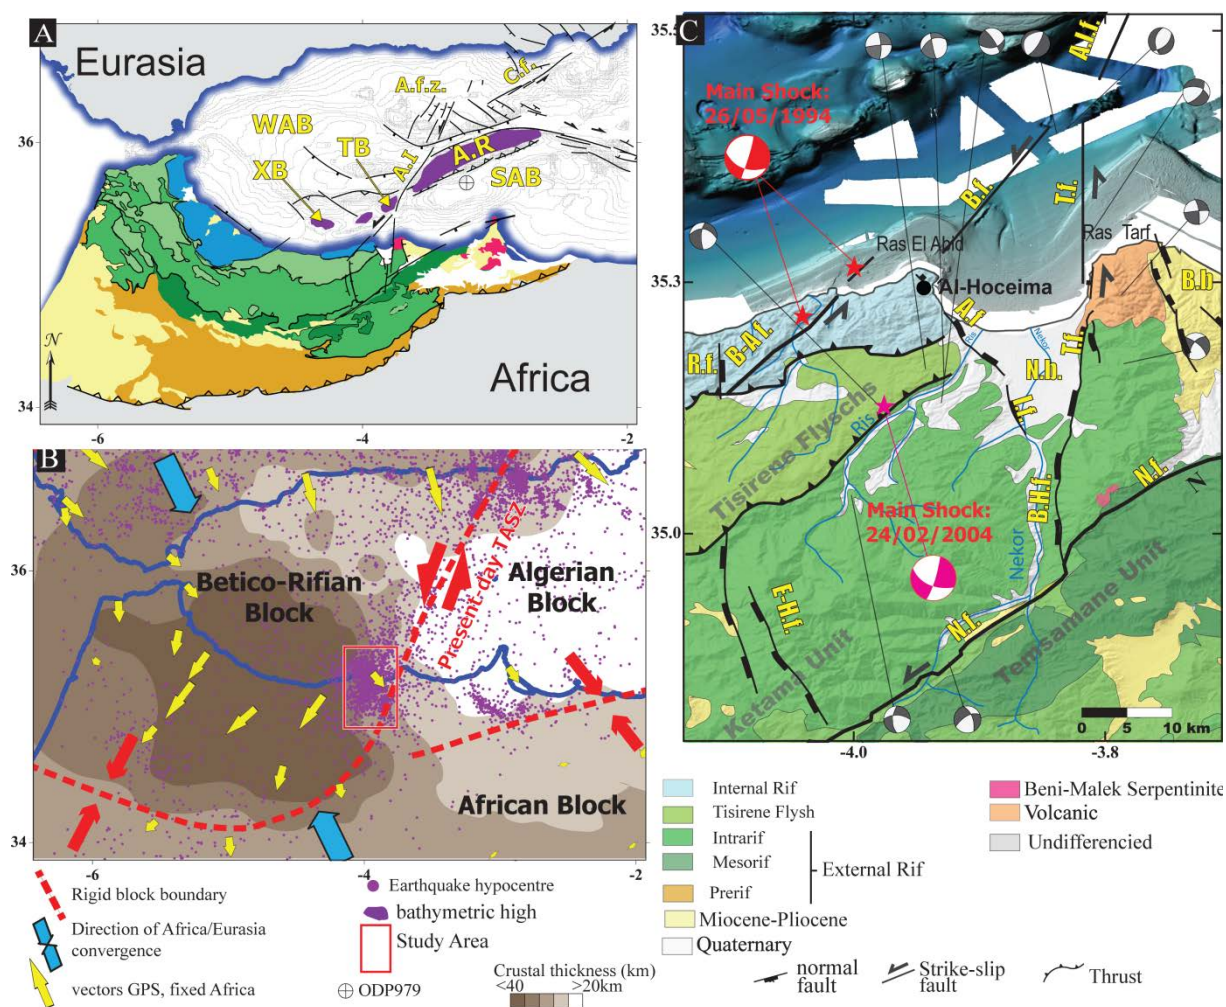 A
Eurasia
A.f.z.
C.f.
WAB
TB
A.I
A.R
XB
SAB
36
N
Africa
34
-6
-4
-2
B
Betico-Rifian
Block
Algerian
Block
Present-day TASZ
36
African Block
34
-6
-4
-2
C
Main Shock:
26/05/1994
A.I.f.
B.f.
T.f.
Ras El Abid
Ras Tarf
35.3
Al-Hoceima
B.b
A.f
Ris
Nekor
R.f.
B-A.f.
T.f.
N.b.
I.f.
Ris
Tisirene Flyschs
N.f.
N
Main Shock:
24/02/2004
B.H.f.
35.0
Nekor
E-H.f.
N.f.
Ketama Unit
Temsamane Unit
0 5 10 km
-4.0
-3.8
Rigid block boundary
Direction of Africa/Eurasia
convergence
vectors GPS, fixed Africa
Earthquake hypocentre
bathymetric high
Study Area
ODP979
Crustal thickness (km)
<40
>20km
Internal Rif
Tisirene Flysh
Intrarif
Mesorif
Prerif
External Rif
Miocene-Pliocene
Quaternary
Beni-Malek Serpentinite
Volcanic
Undifferencied
normal
fault
Strike-slip
fault
Thrust